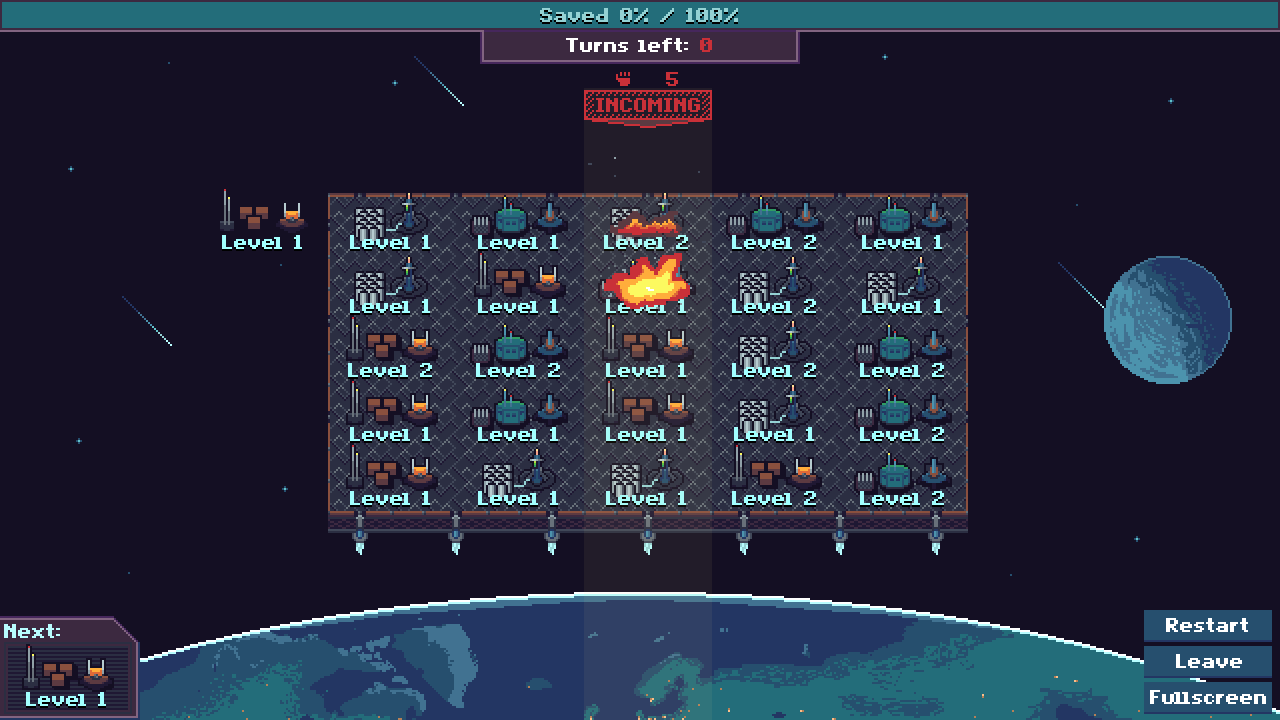 Saved 0% / 100%
Turns left: 0
5
INCOMING
Level 1
Level 1 Level 1 Level 2 Level 2 Level 1
Level 1 Level 1 Level 1 Level 2 Level 1
Level 2 Level 2 Level 1 Level 2 Level 2
Level 1 Level 1 Level 1 Level 1 Level 2
Level 1 Level 1 Level 1 Level 2 Level 2
Next:
Level 1
Restart
Leave
Fullscreen